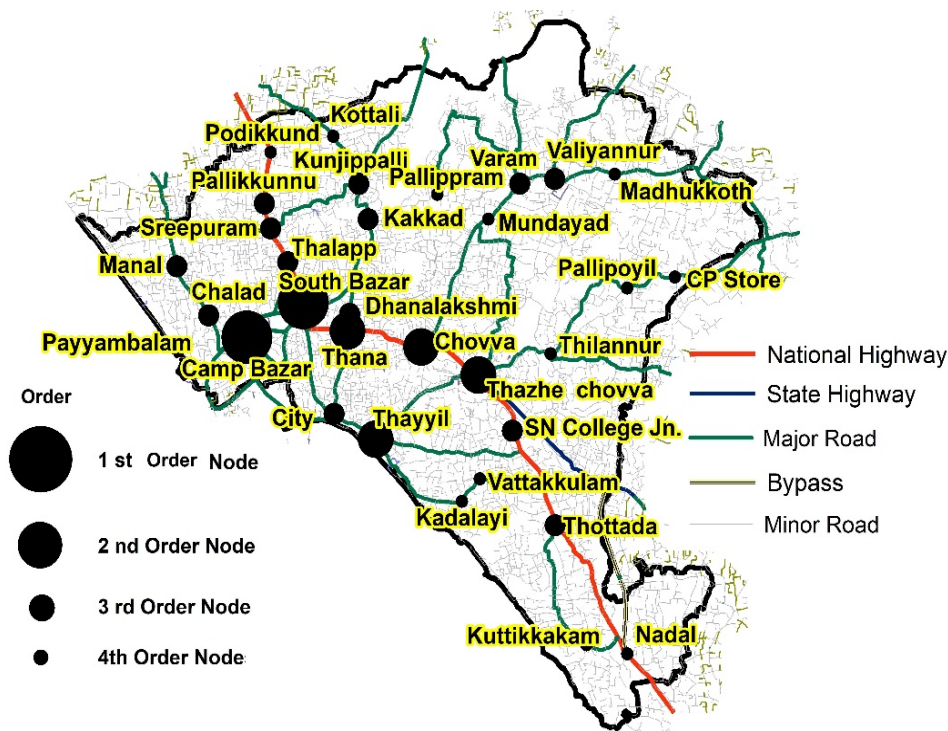 Kottali
Podikkund
Kunjippalli
Varam
Valiyannur
Pallikkunnu
Pallippram
Madhukkoth
Sreepuram
Kakkad
Mundayad
Thalapp
Manal
South Bazar
Pallipoyil
CP Store
Chalad
Dhanalakshmi
Payyambalam
Chovva
Thilannur
Camp Bazar
Thana
Thazhe chovva
City
Thayyil
SN College Jn.
Vattakkulam
Kadalayi
Thottada
Kuttikkakam
Nadal
Order
1 st Order Node
2 nd Order Node
3 rd Order Node
4th Order Node
National Highway
State Highway
Major Road
Bypass
Minor Road